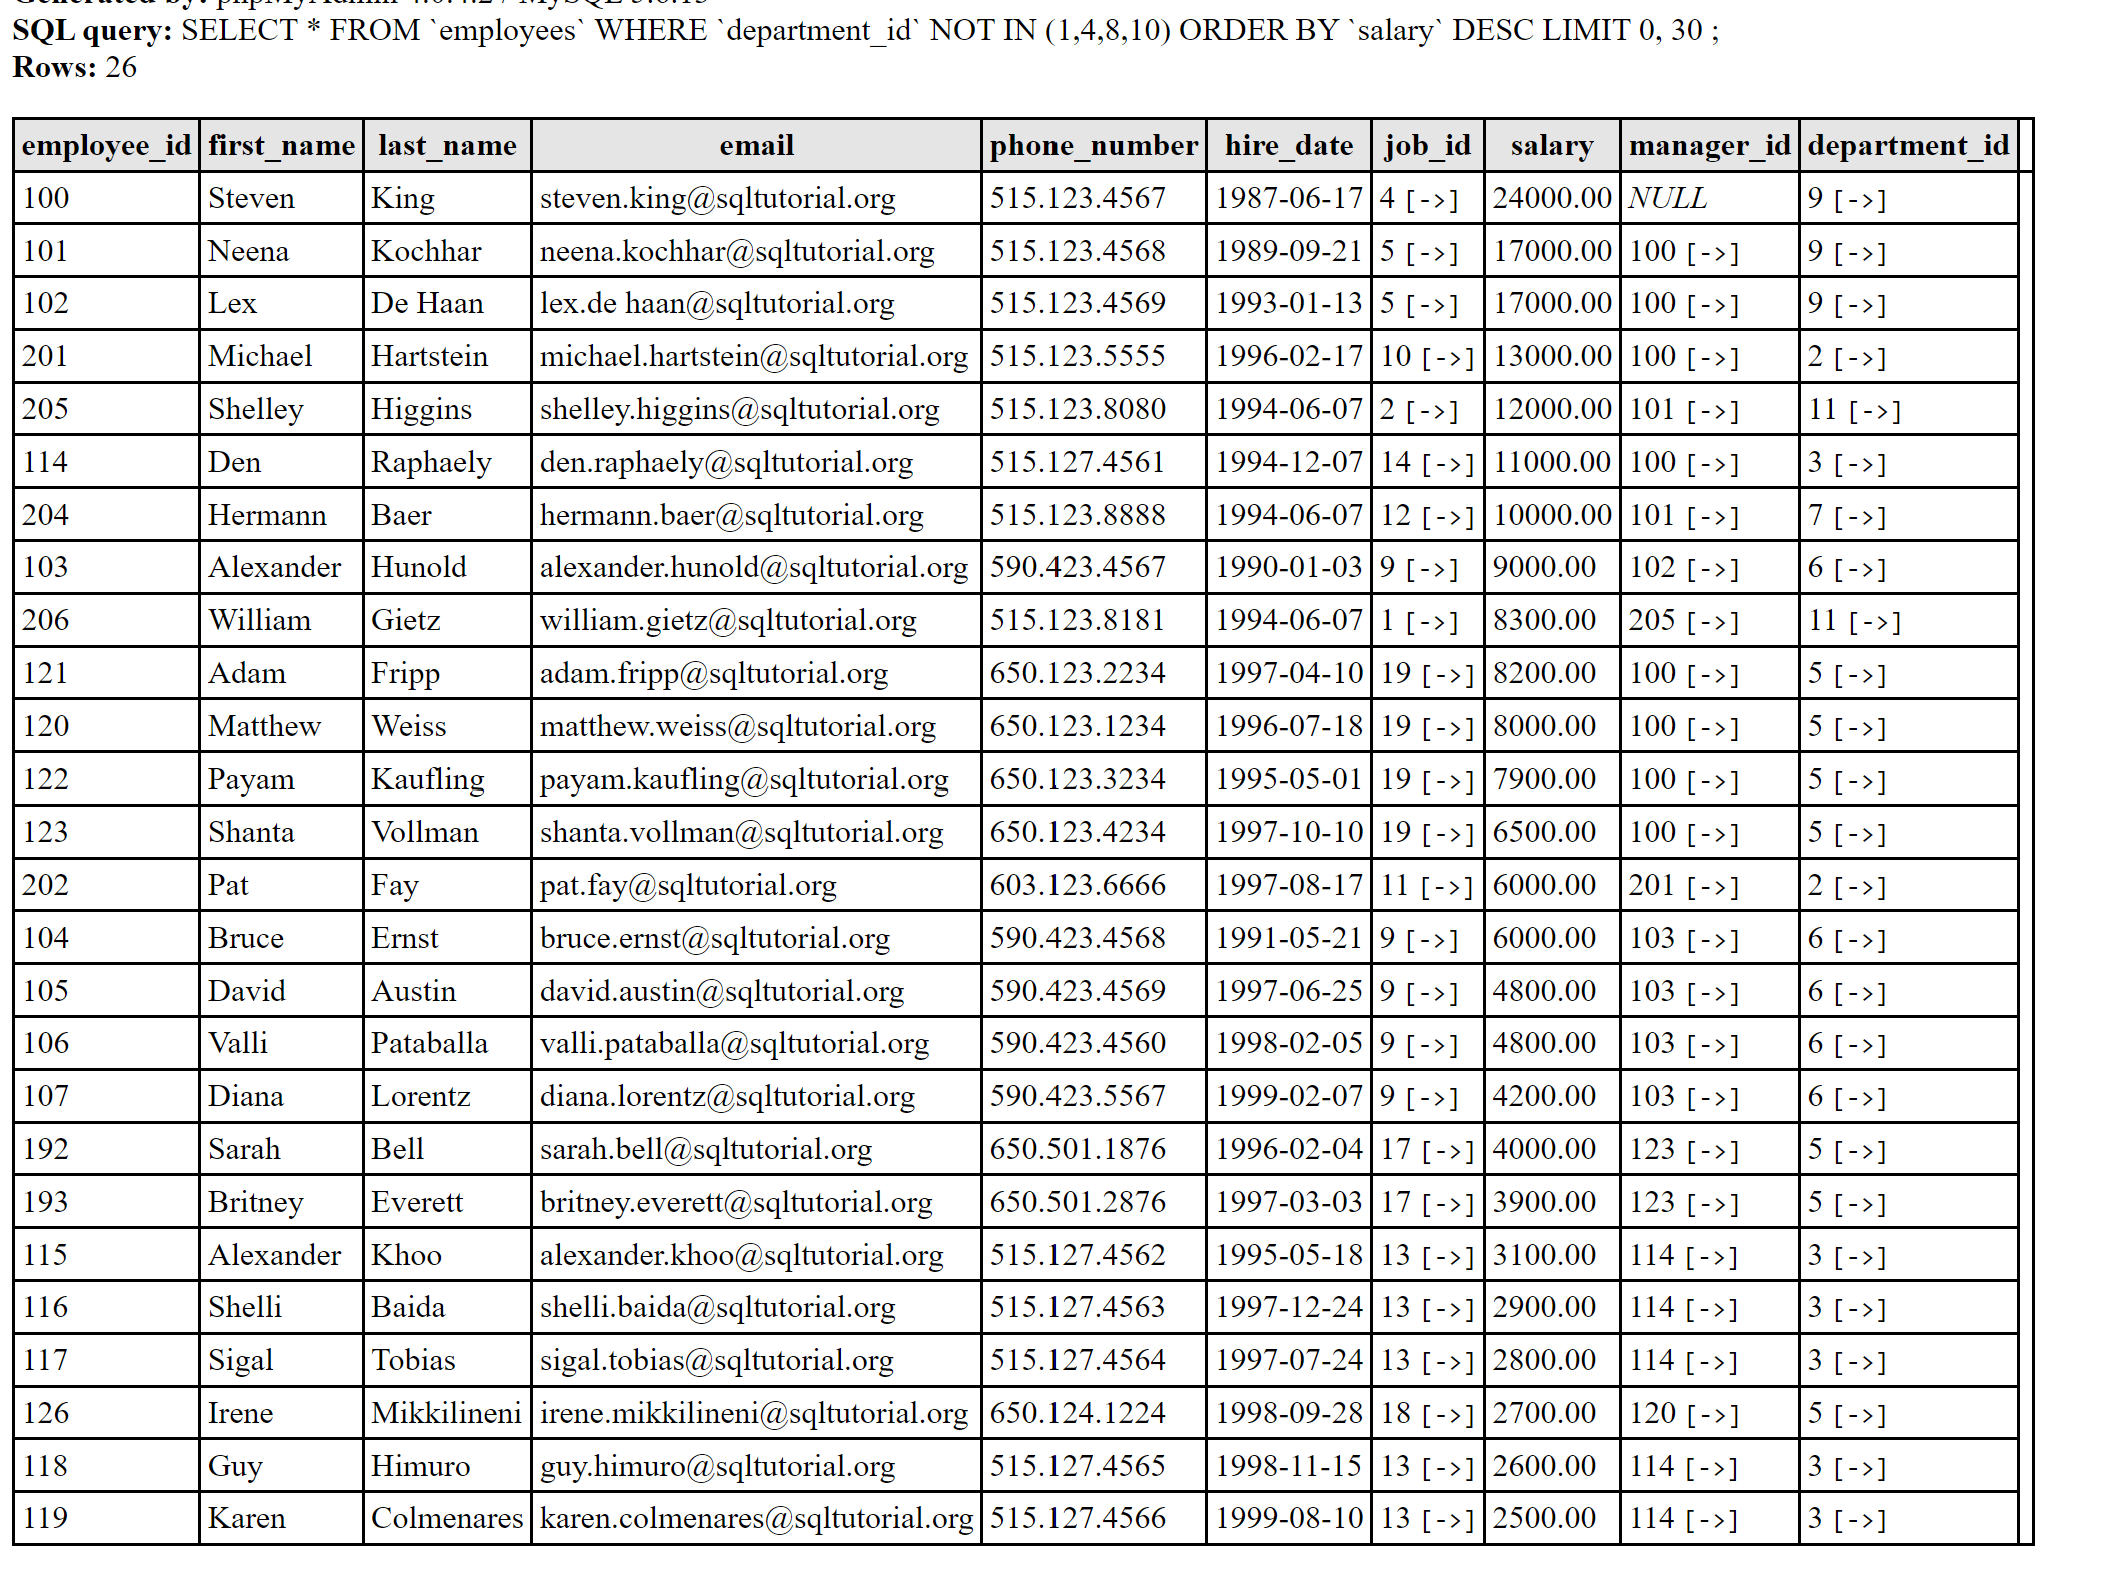 Generated by: phpMyAdmin 4.0.4.2 / MySQL 5.6.13
SQL query: SELECT * FROM `employees` WHERE `department_id` NOT IN (1,4,8,10) ORDER BY `salary` DESC LIMIT 0, 30 ;
Rows: 26
employee_id first_name last_name email phone_number hire_date job_id salary manager_id department_id
100 Steven King steven.king@sqltutorial.org 515.123.4567 1987-06-17 4 [->] 24000.00 NULL 9 [->]
101 Neena Kochhar neena.kochhar@sqltutorial.org 515.123.4568 1989-09-21 5 [->] 17000.00 100 [->] 9 [->]
102 Lex De Haan lex.de haan@sqltutorial.org 515.123.4569 1993-01-13 5 [->] 17000.00 100 [->] 9 [->]
201 Michael Hartstein michael.hartstein@sqltutorial.org 515.123.5555 1996-02-17 10 [->] 13000.00 100 [->] 2 [->]
205 Shelley Higgins shelley.higgins@sqltutorial.org 515.123.8080 1994-06-07 2 [->] 12000.00 101 [->] 11 [->]
114 Den Raphaely den.raphaely@sqltutorial.org 515.127.4561 1994-12-07 14 [->] 11000.00 100 [->] 3 [->]
204 Hermann Baer hermann.baer@sqltutorial.org 515.123.8888 1994-06-07 12 [->] 10000.00 101 [->] 7 [->]
103 Alexander Hunold alexander.hunold@sqltutorial.org 590.423.4567 1990-01-03 9 [->] 9000.00 102 [->] 6 [->]
206 William Gietz william.gietz@sqltutorial.org 515.123.8181 1994-06-07 1 [->] 8300.00 205 [->] 11 [->]
121 Adam Fripp adam.fripp@sqltutorial.org 650.123.2234 1997-04-10 19 [->] 8200.00 100 [->] 5 [->]
120 Matthew Weiss matthew.weiss@sqltutorial.org 650.123.1234 1996-07-18 19 [->] 8000.00 100 [->] 5 [->]
122 Payam Kaufling payam.kaufling@sqltutorial.org 650.123.3234 1995-05-01 19 [->] 7900.00 100 [->] 5 [->]
123 Shanta Vollman shanta.vollman@sqltutorial.org 650.123.4234 1997-10-10 19 [->] 6500.00 100 [->] 5 [->]
202 Pat Fay pat.fay@sqltutorial.org 603.123.6666 1997-08-17 11 [->] 6000.00 201 [->] 2 [->]
104 Bruce Ernst bruce.ernst@sqltutorial.org 590.423.4568 1991-05-21 9 [->] 6000.00 103 [->] 6 [->]
105 David Austin david.austin@sqltutorial.org 590.423.4569 1997-06-25 9 [->] 4800.00 103 [->] 6 [->]
106 Valli Pataballa valli.pataballa@sqltutorial.org 590.423.4560 1998-02-05 9 [->] 4800.00 103 [->] 6 [->]
107 Diana Lorentz diana.lorentz@sqltutorial.org 590.423.5567 1999-02-07 9 [->] 4200.00 103 [->] 6 [->]
192 Sarah Bell sarah.bell@sqltutorial.org 650.501.1876 1996-02-04 17 [->] 4000.00 123 [->] 5 [->]
193 Britney Everett britney.everett@sqltutorial.org 650.501.2876 1997-03-03 17 [->] 3900.00 123 [->] 5 [->]
115 Alexander Khoo alexander.khoo@sqltutorial.org 515.127.4562 1995-05-18 13 [->] 3100.00 114 [->] 3 [->]
116 Shelli Baida shelli.baida@sqltutorial.org 515.127.4563 1997-12-24 13 [->] 2900.00 114 [->] 3 [->]
117 Sigal Tobias sigal.tobias@sqltutorial.org 515.127.4564 1997-07-24 13 [->] 2800.00 114 [->] 3 [->]
126 Irene Mikkilineni irene.mikkilineni@sqltutorial.org 650.124.1224 1998-09-28 18 [->] 2700.00 120 [->] 5 [->]
118 Guy Himuro guy.himuro@sqltutorial.org 515.127.4565 1998-11-15 13 [->] 2600.00 114 [->] 3 [->]
119 Karen Colmenares karen.colmenares@sqltutorial.org 515.127.4566 1999-08-10 13 [->] 2500.00 114 [->] 3 [->]